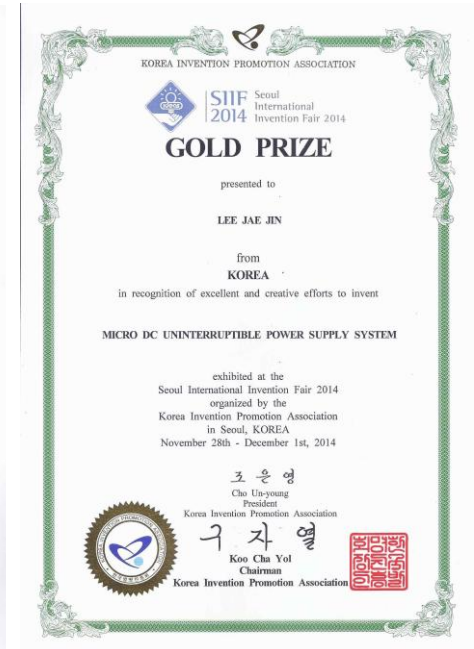 KOREA INVENTION PROMOTION ASSOCIATION
SIIF 2014
Seoul
International
Invention Fair 2014
GOLD PRIZE
presented to
LEE JAE JIN
from
KOREA
in recognition of excellent and creative efforts to invent
MICRO DC UNINTERRUPTIBLE POWER SUPPLY SYSTEM
exhibited at the
Seoul International Invention Fair 2014
organized by the
Korea Invention Promotion Association
in Seoul, KOREA
November 28th - December 1st, 2014
조은영
Cho Un-young
President
Korea Invention Promotion Association
구자열
Koo Cha Yol
Chairman
Korea Invention Promotion Association
KOREA INVENTION PROMOTION ASSOCIATION